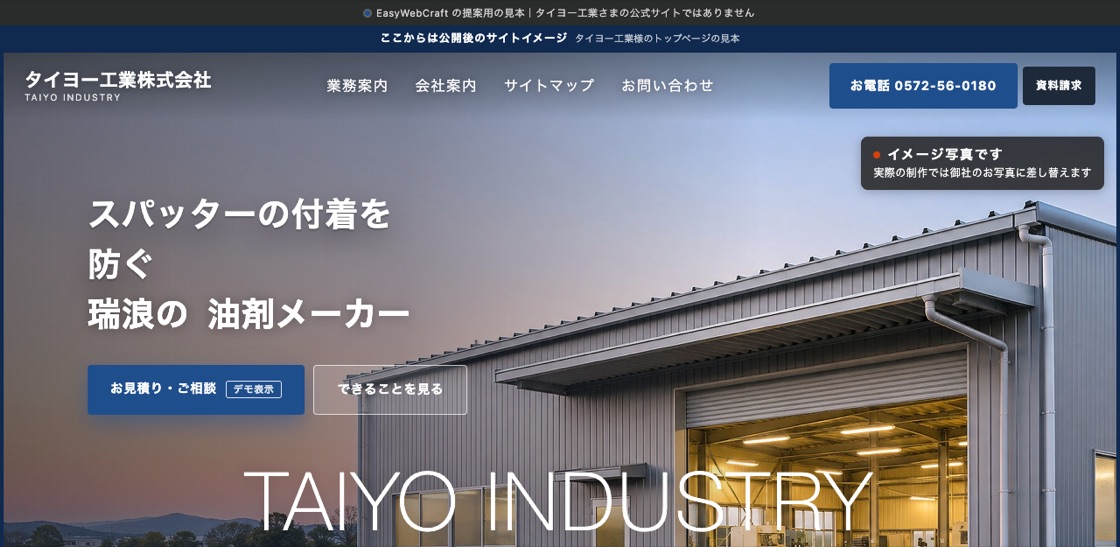 EasyWebCraft の提案用の見本｜タイヨー工業さまの公式サイトではありません
ここからは公開後のサイトイメージ タイヨー工業様のトップページの見本
タイヨー工業株式会社
TAIYO INDUSTRY
業務案内 会社案内 サイトマップ お問い合わせ
お電話 0572-56-0180
資料請求
イメージ写真です
実際の制作では御社のお写真に差し替えます
スパッターの付着を
防ぐ
瑞浪の 油剤メーカー
お見積り・ご相談 デモ表示
できることを見る
TAIYO INDUSTRY